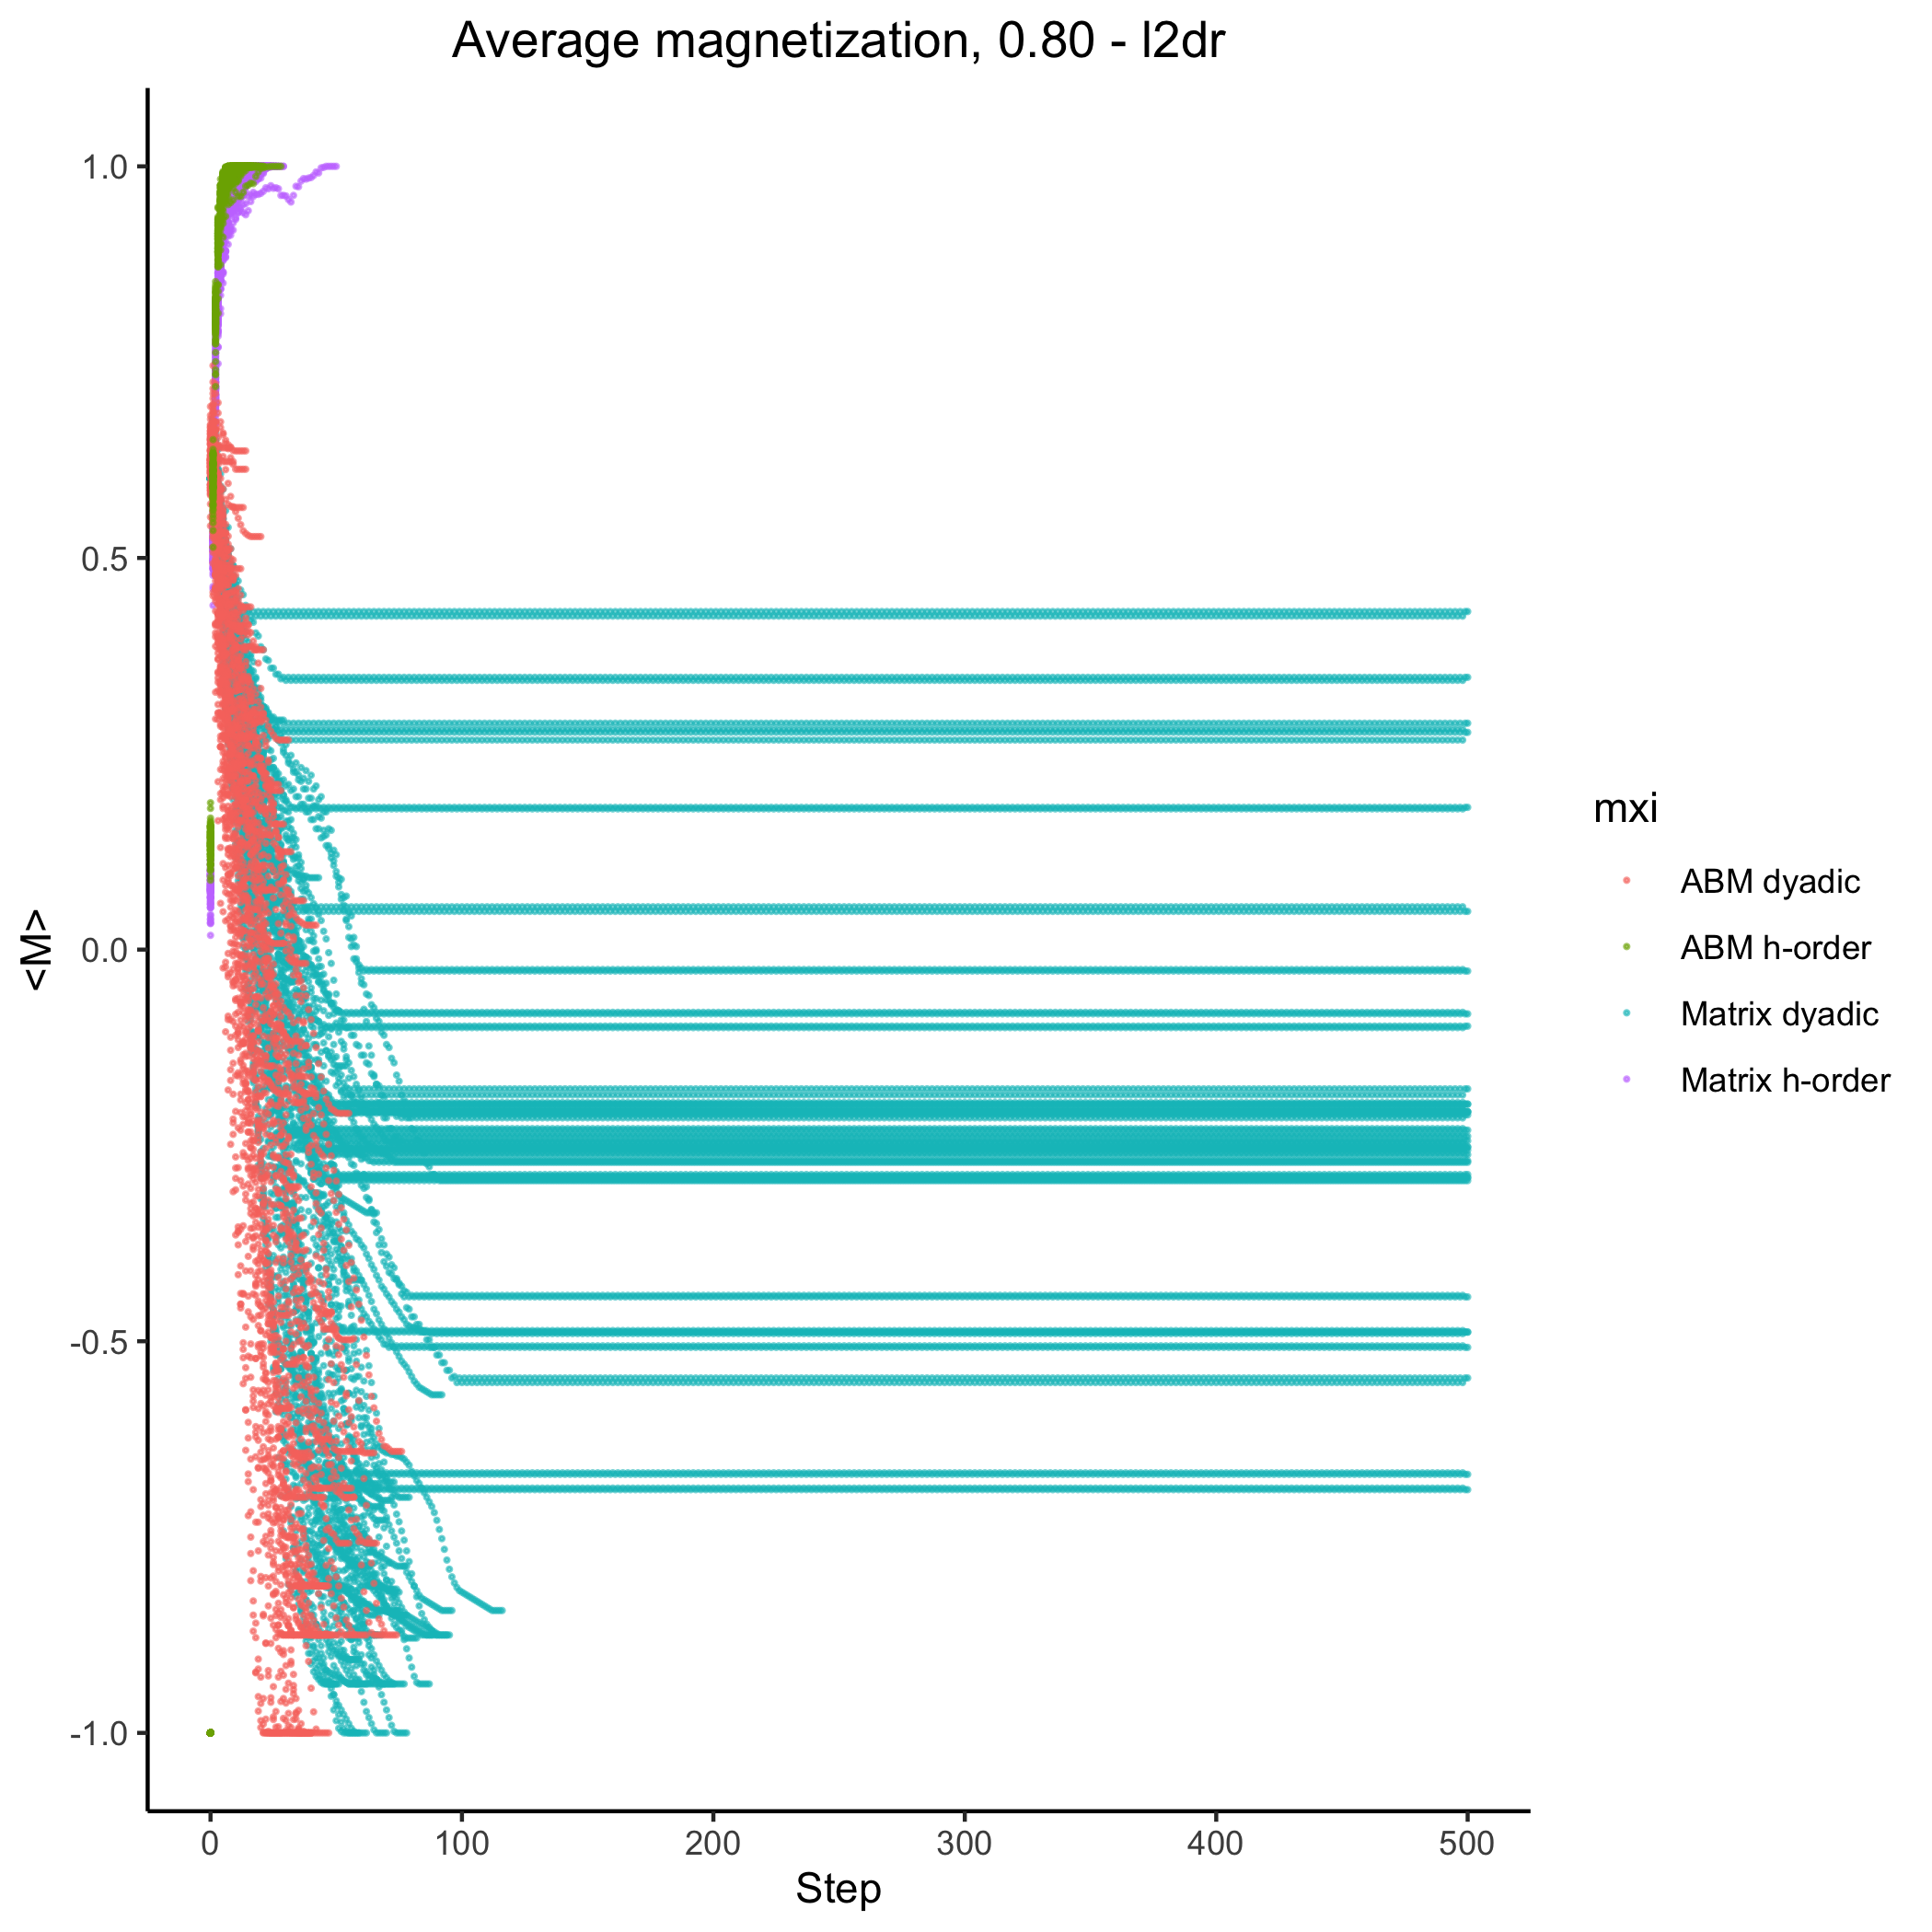 Average magnetization, 0.80 - l2dr
1.0
0.5
0.0
-0.5
-1.0
<M>
0 100 200 300 400 500
Step
mxi
ABM dyadic
ABM h-order
Matrix dyadic
Matrix h-order